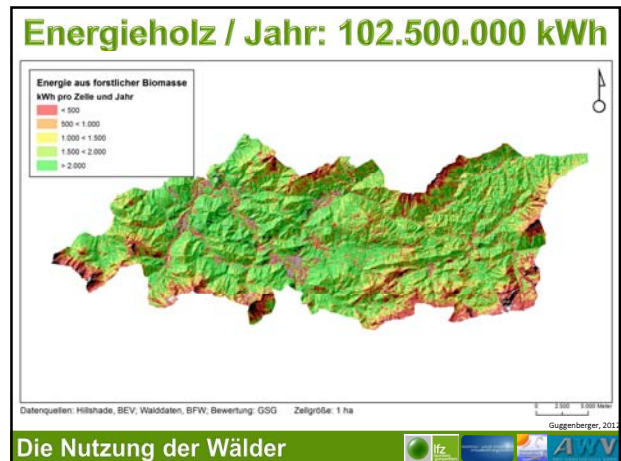 Energieholz / Jahr: 102.500.000 kWh
Energie aus forstlicher Biomasse
kWh pro Zelle und Jahr
< 500
500 < 1.000
1.000 < 1.500
1.500 < 2.000
> 2.000
Datenquellen: Hillshade, BEV; Walddaten, BFW; Bewertung: GSG Zellgröße: 1 ha
0 2.500 5.000 Meter
Guggenberger, 2012
Die Nutzung der Wälder
lfz
AWV